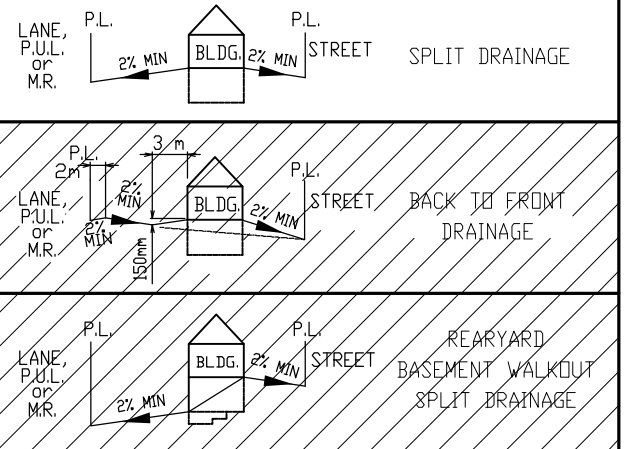 P.L.
P.L.
LANE,
P.U.L.
or
M.R.
2% MIN
BLDG.
2% MIN
STREET
SPLIT DRAINAGE
P.L.
2m
3 m
P.L.
LANE,
P.U.L.
or
M.R.
2%
MIN
2%
MIN
150mm
BLDG.
2% MIN
STREET
BACK TO FRONT
DRAINAGE
P.L.
P.L.
LANE,
P.U.L.
or
M.R.
2% MIN
BLDG.
2% MIN
STREET
REARYARD
BASEMENT WALKOUT
SPLIT DRAINAGE